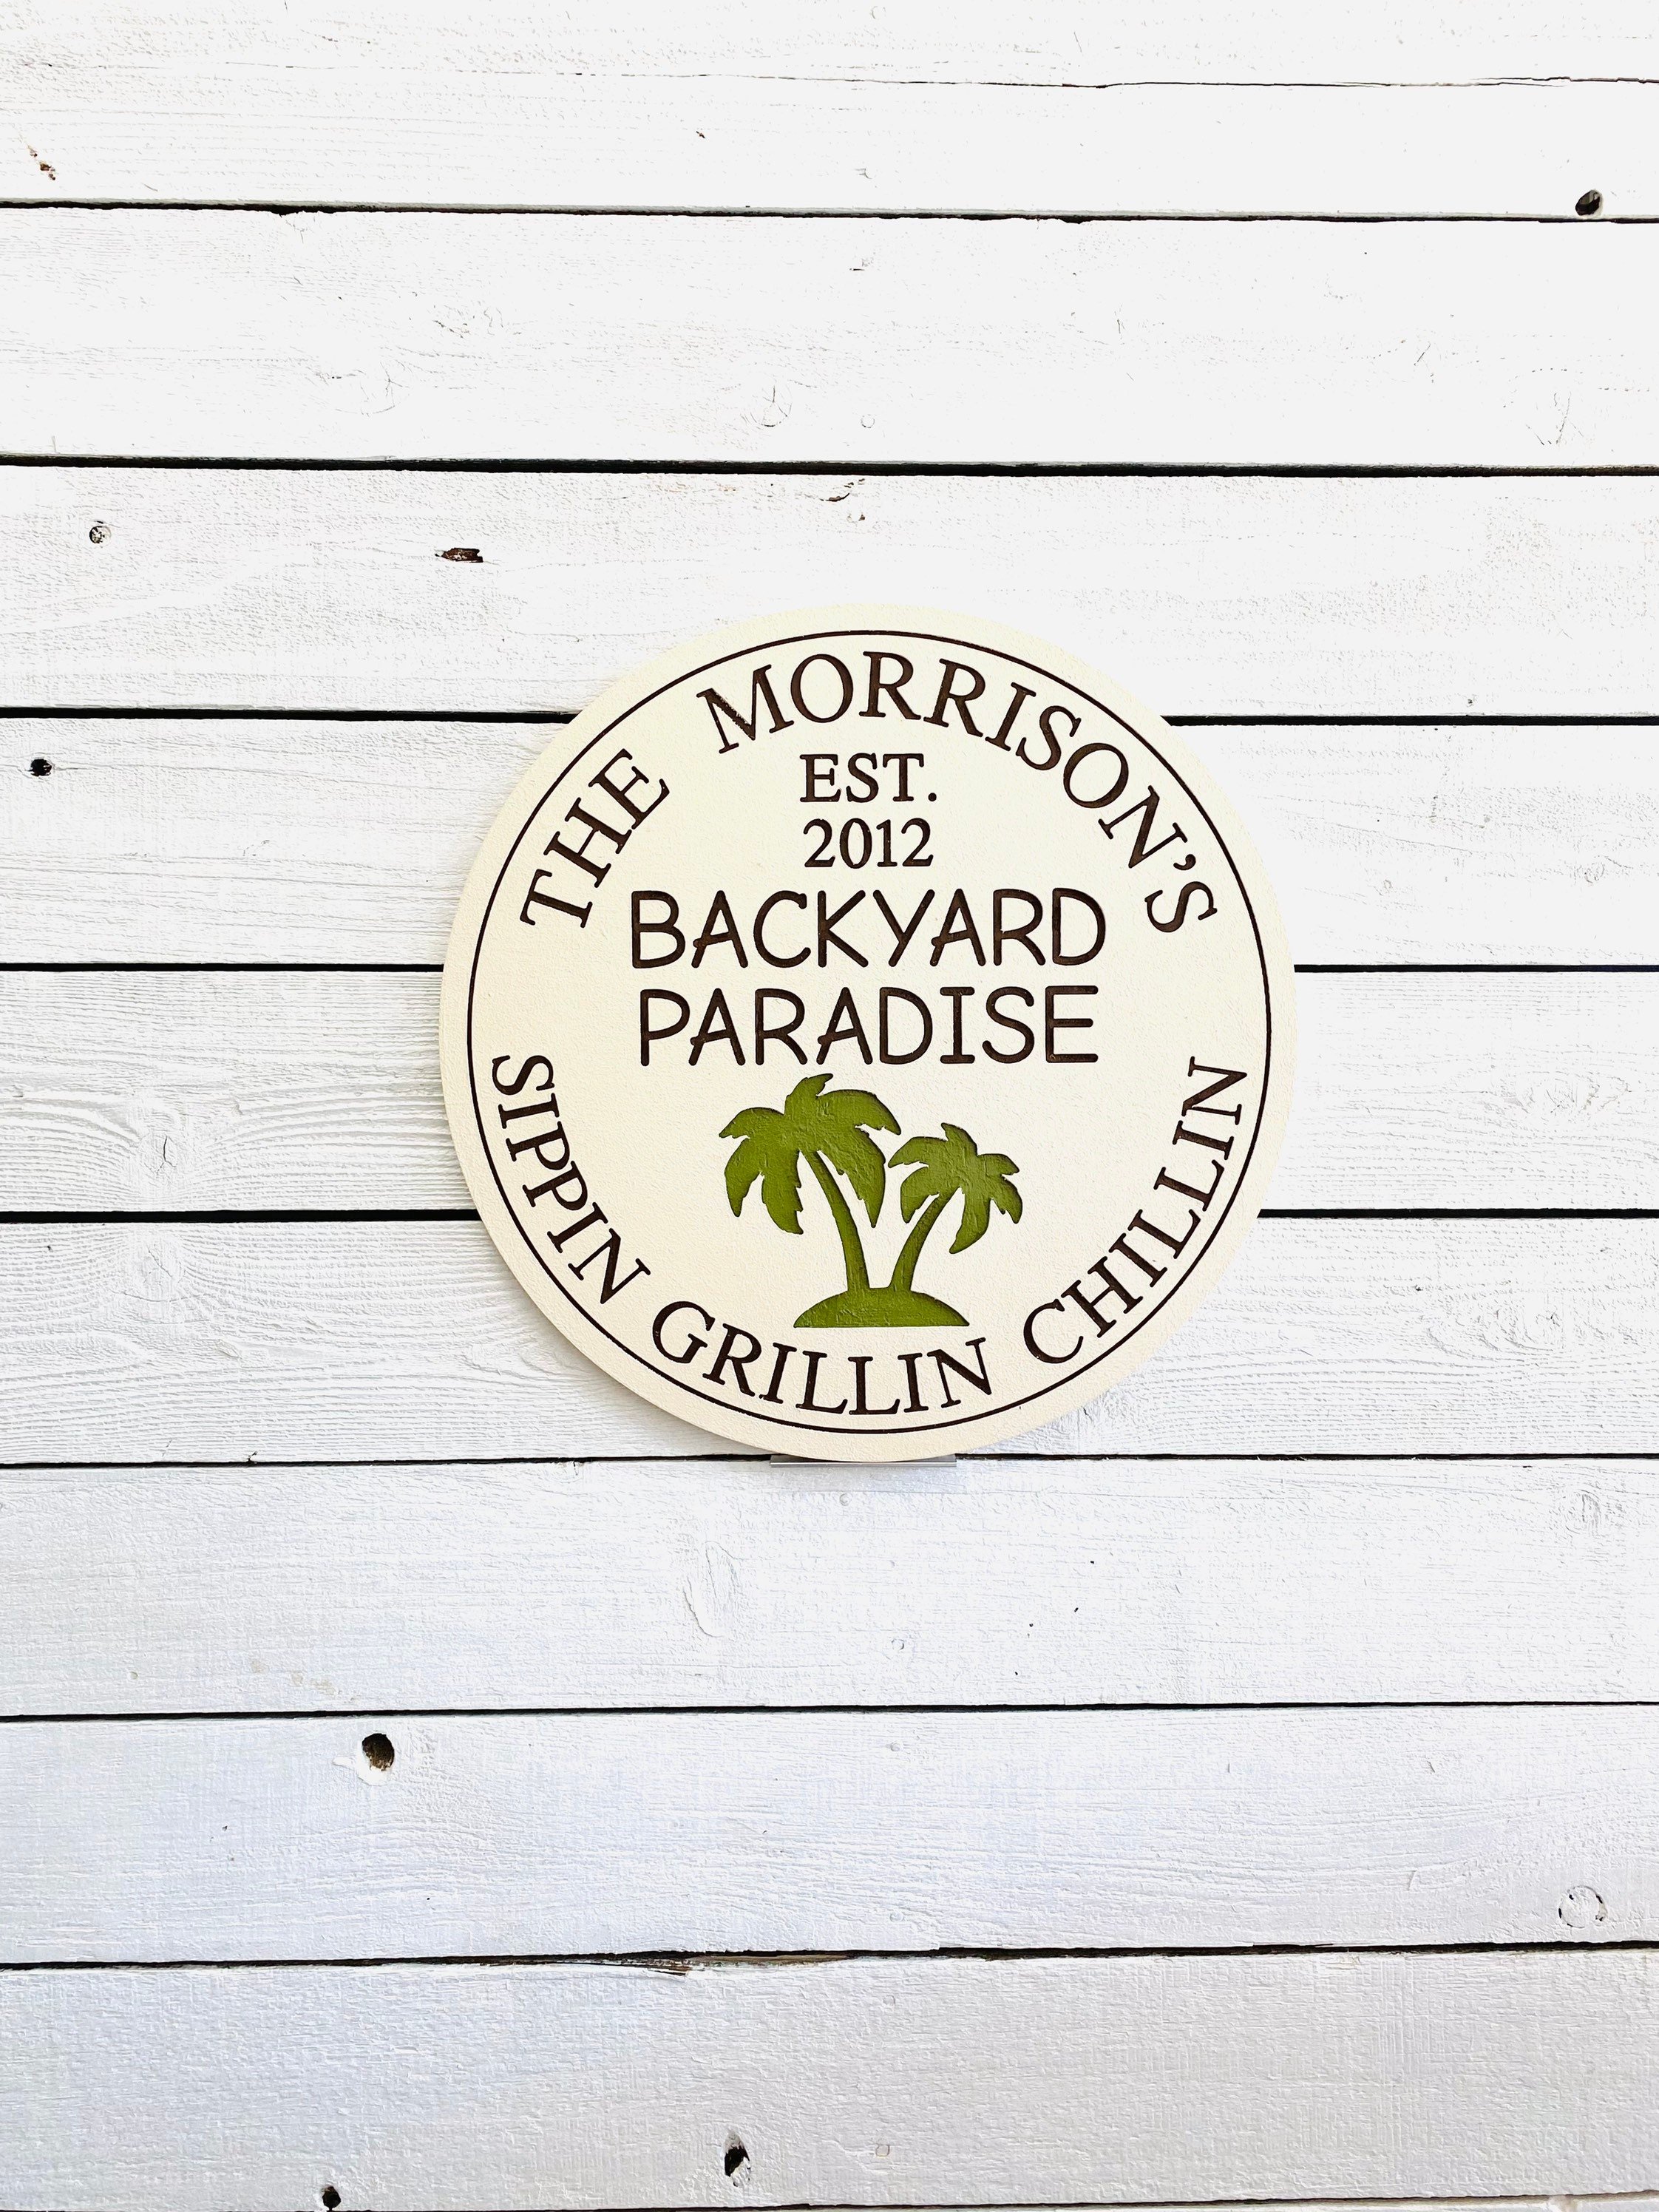 THE MORRISON'S
EST.
2012
BACKYARD
PARADISE
SIPPIN GRILLIN CHILLIN